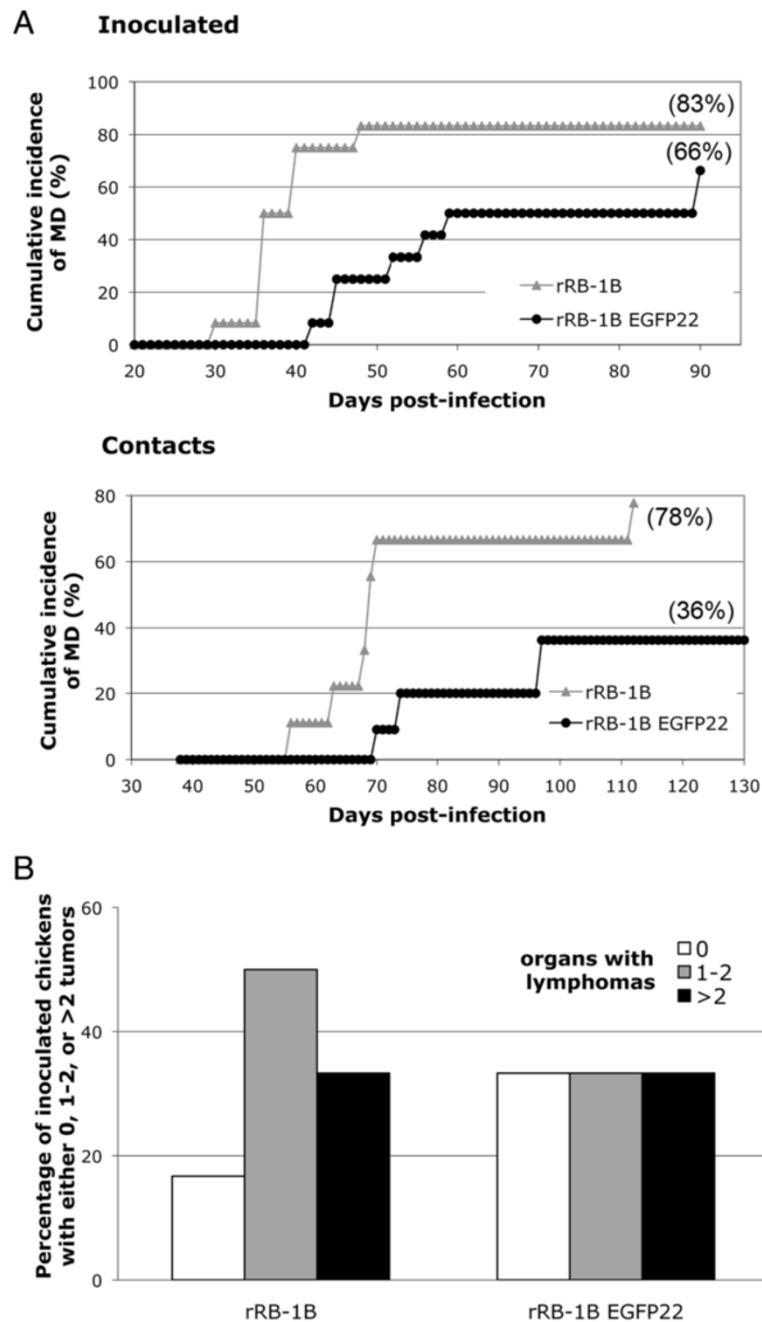 A
Inoculated
Cumulative incidence
of MD (%)
100
80
60
40
20
0
(83%)
(66%)
rRB-1B
rRB-1B EGFP22
20 30 40 50 60 70 80 90
Days post-infection
Contacts
Cumulative incidence
of MD (%)
80
60
40
20
0
(78%)
(36%)
rRB-1B
rRB-1B EGFP22
30 40 50 60 70 80 90 100 110 120 130
Days post-infection
B
Percentage of inoculated chickens
with either 0, 1-2, or >2 tumors
60
40
20
0
organs with
lymphomas
0
1-2
>2
rRB-1B rRB-1B EGFP22